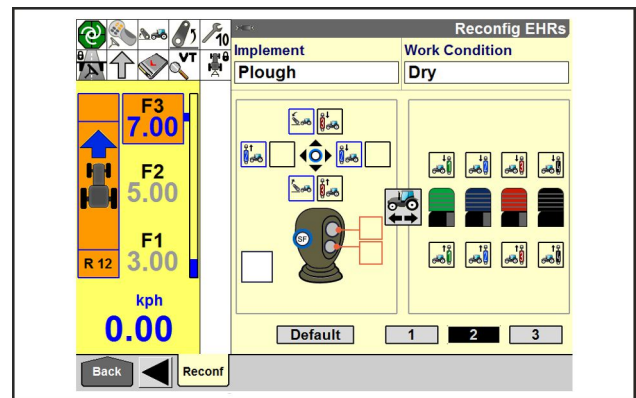 10
VT
Reconfig EHRs
Implement
Work Condition
Plough
Dry
F3
7.00
F2
5.00
F1
3.00
R 12
kph
0.00
SF
Default
1
2
3
Back
Reconf